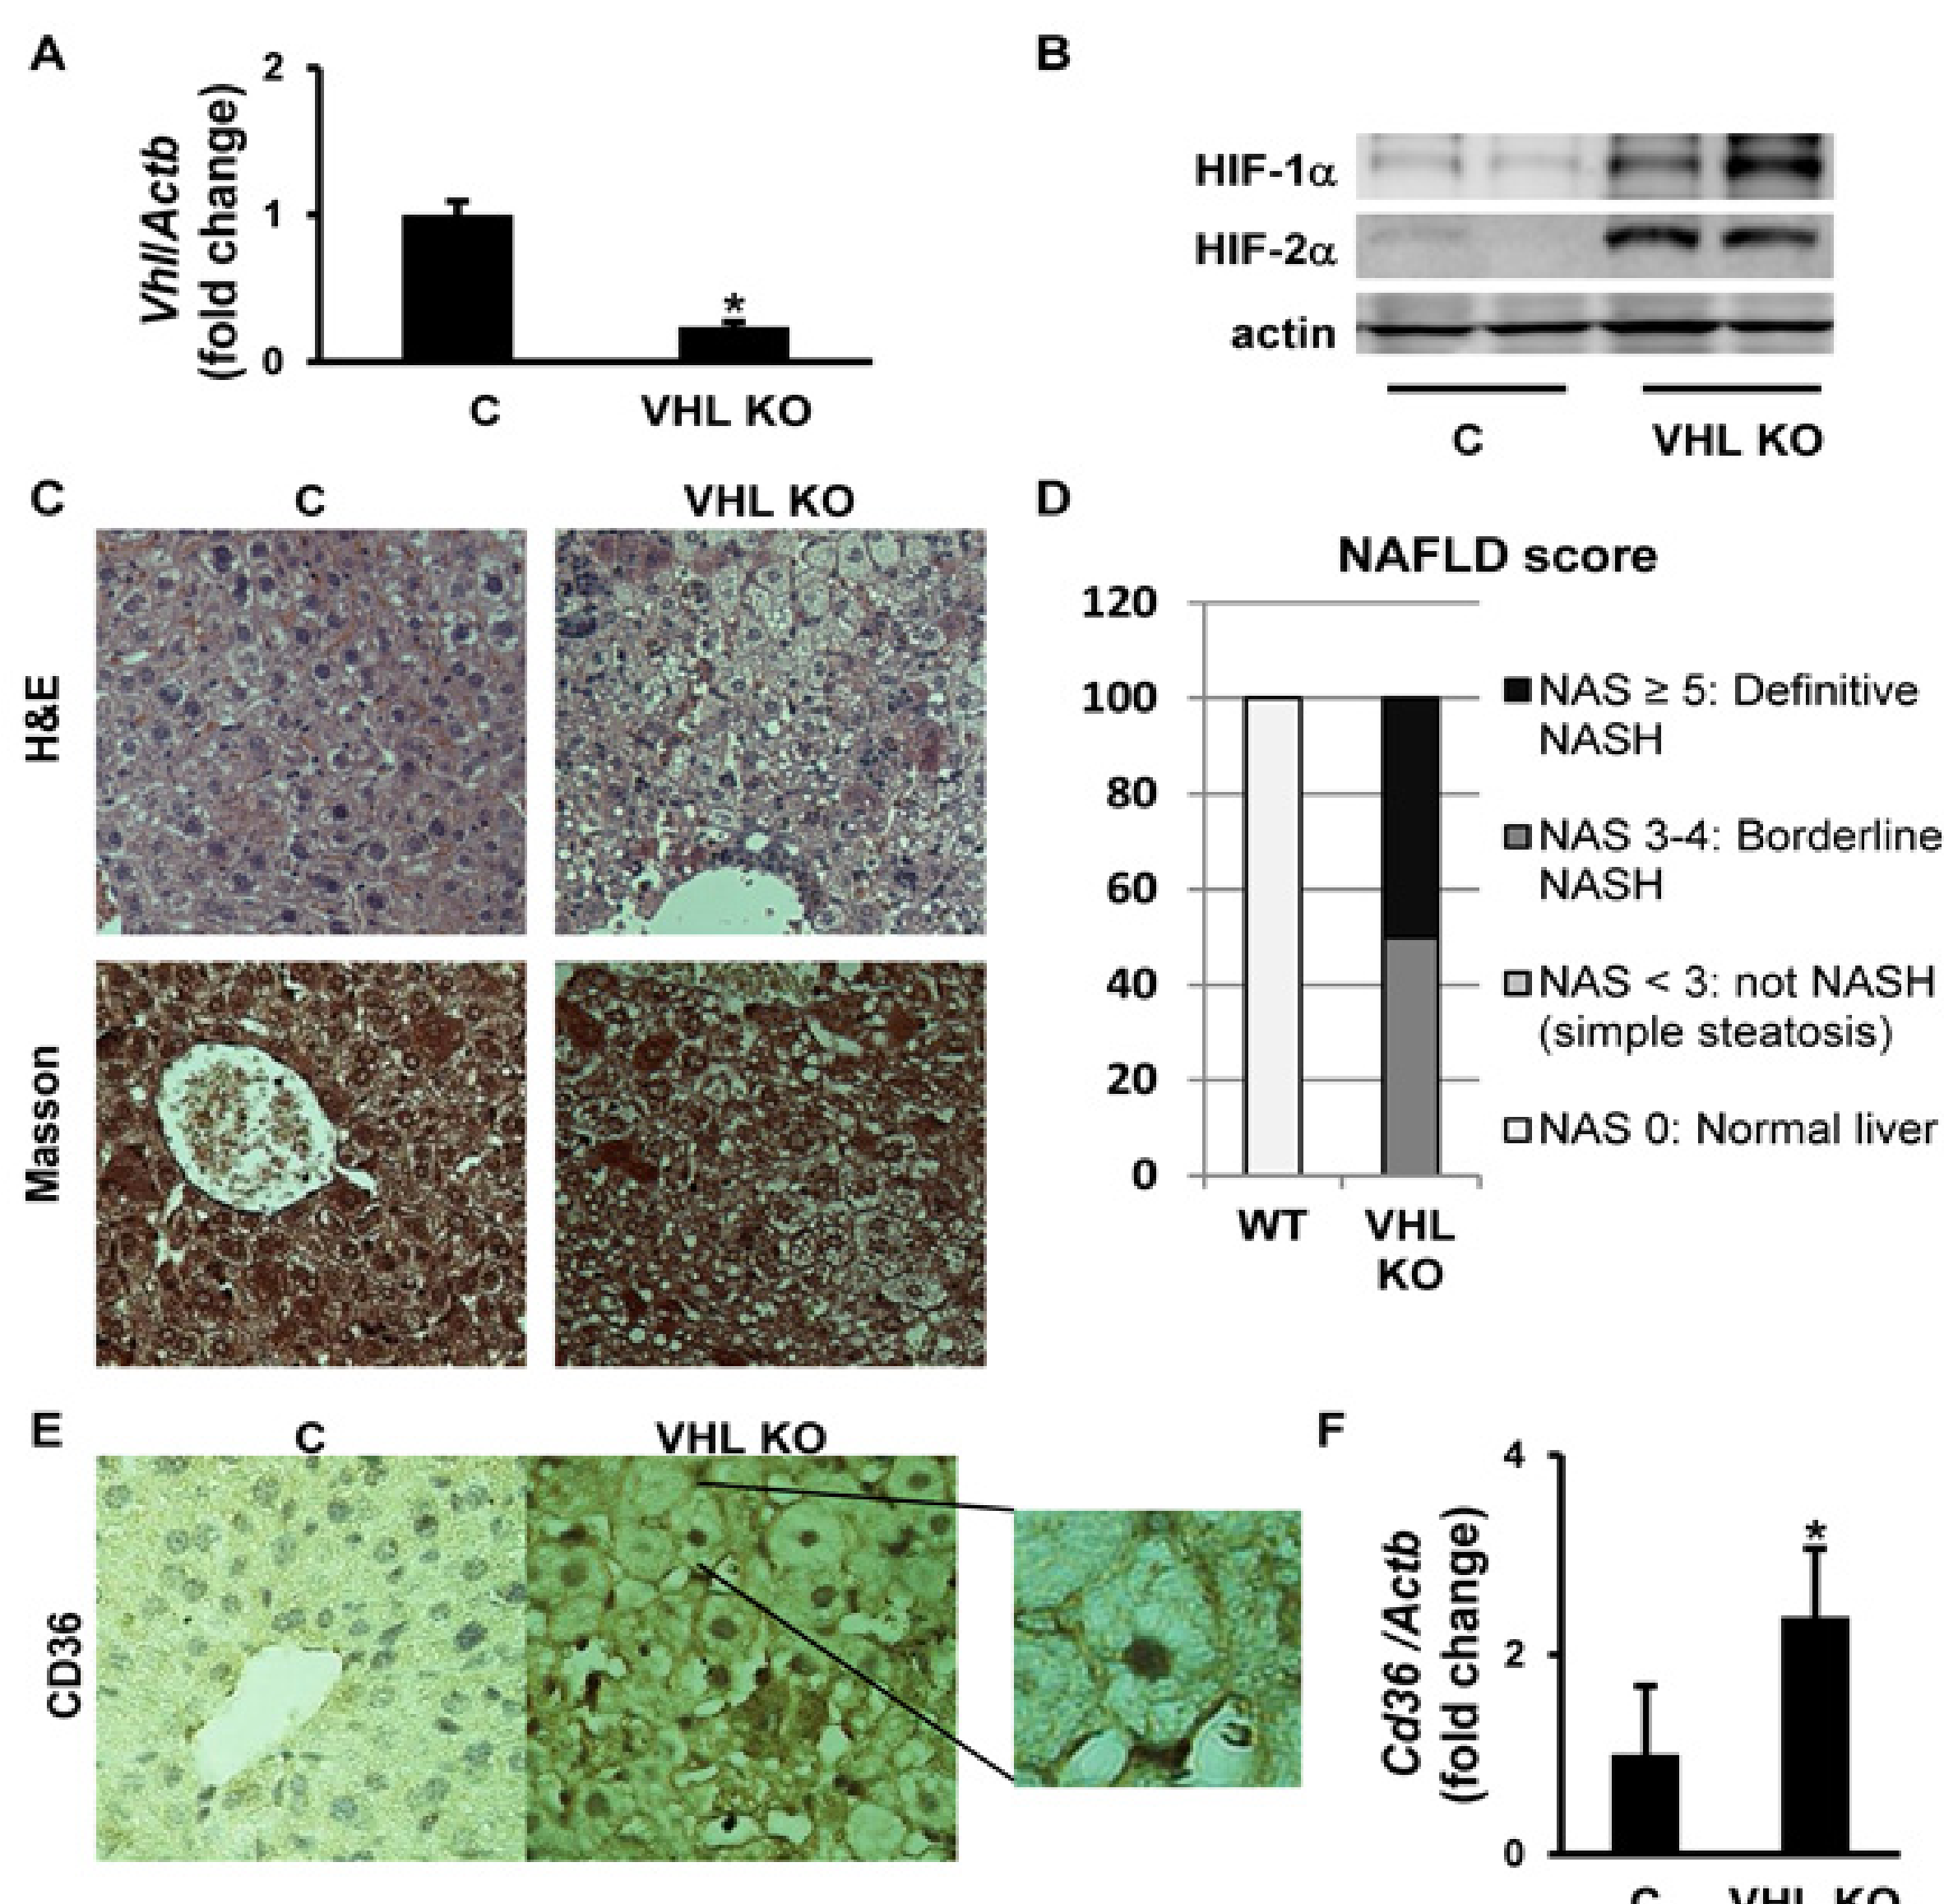 A
2
1
0
Vhl/Actb
(fold change)
*
C
VHL KO
B
HIF-1α
HIF-2α
actin
C
VHL KO
C
C
VHL KO
H&E
Masson
D
NAFLD score
120
100
80
60
40
20
0
WT
VHL
KO
NAS ≥ 5: Definitive
NASH
NAS 3-4: Borderline
NASH
NAS < 3: not NASH
(simple steatosis)
NAS 0: Normal liver
E
C
VHL KO
CD36
F
4
2
0
Cd36 /Actb
(fold change)
*
C
VHL KO